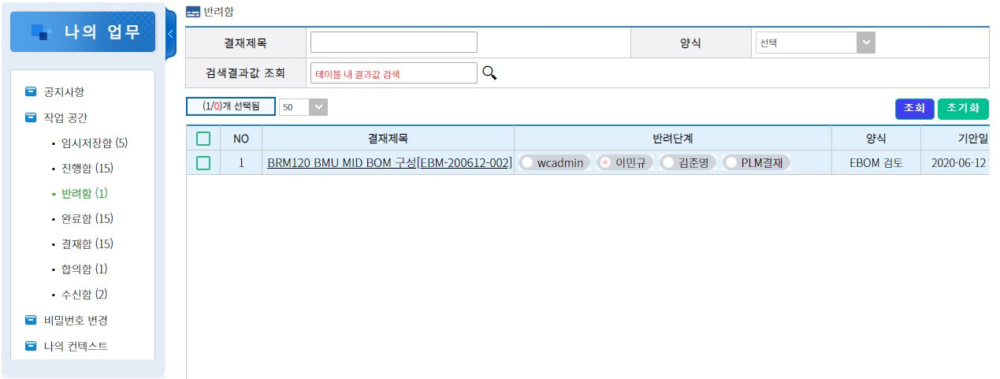 나의 업무
공지사항
작업 공간
임시저장함 (5)
진행함 (15)
반려함 (1)
완료함 (15)
결재함 (15)
합의함 (1)
수신함 (2)
비밀번호 변경
나의 컨텍스트
반려함
결재제목 양식 선택
검색결과값 조회 테이블 내 결과값 검색
(1/0)개 선택됨 50 조회 초기화
NO 결재제목 반려단계 양식 기안일
1 BRM120 BMU MID BOM 구성[EBM-200612-002] wcadmin 이민규 김준영 PLM결재 EBOM 검토 2020-06-12